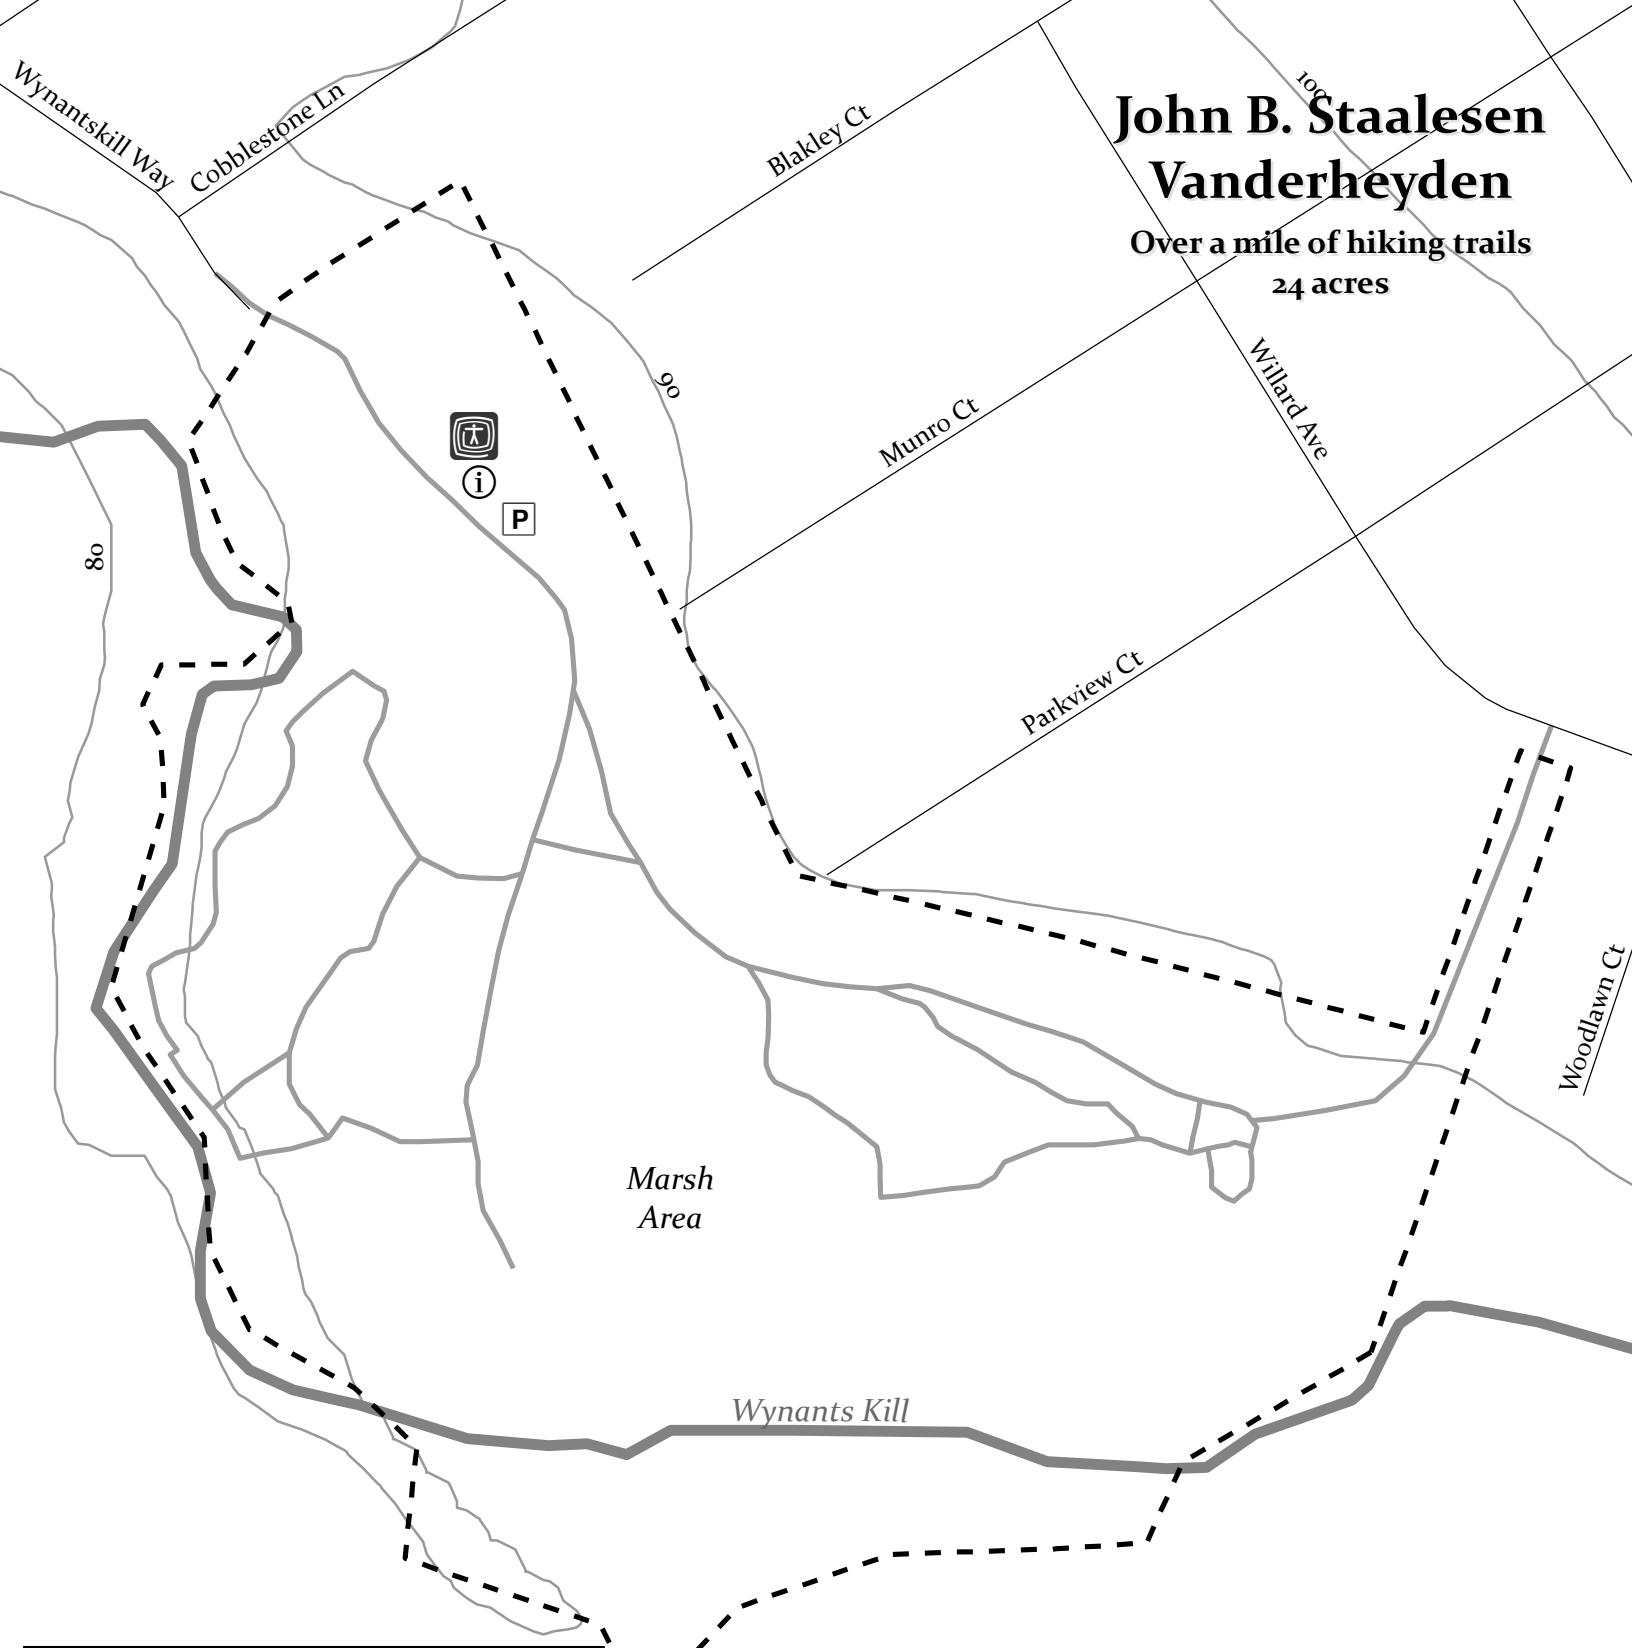 Wynantskill Way
Cobblestone Ln
Blakley Ct
100
John B. Staalesen
Vanderheyden
Over a mile of hiking trails
24 acres
90
Munro Ct
Willard Ave
i
P
80
Parkview Ct
Woodlawn Ct
Marsh
Area
Wynants Kill